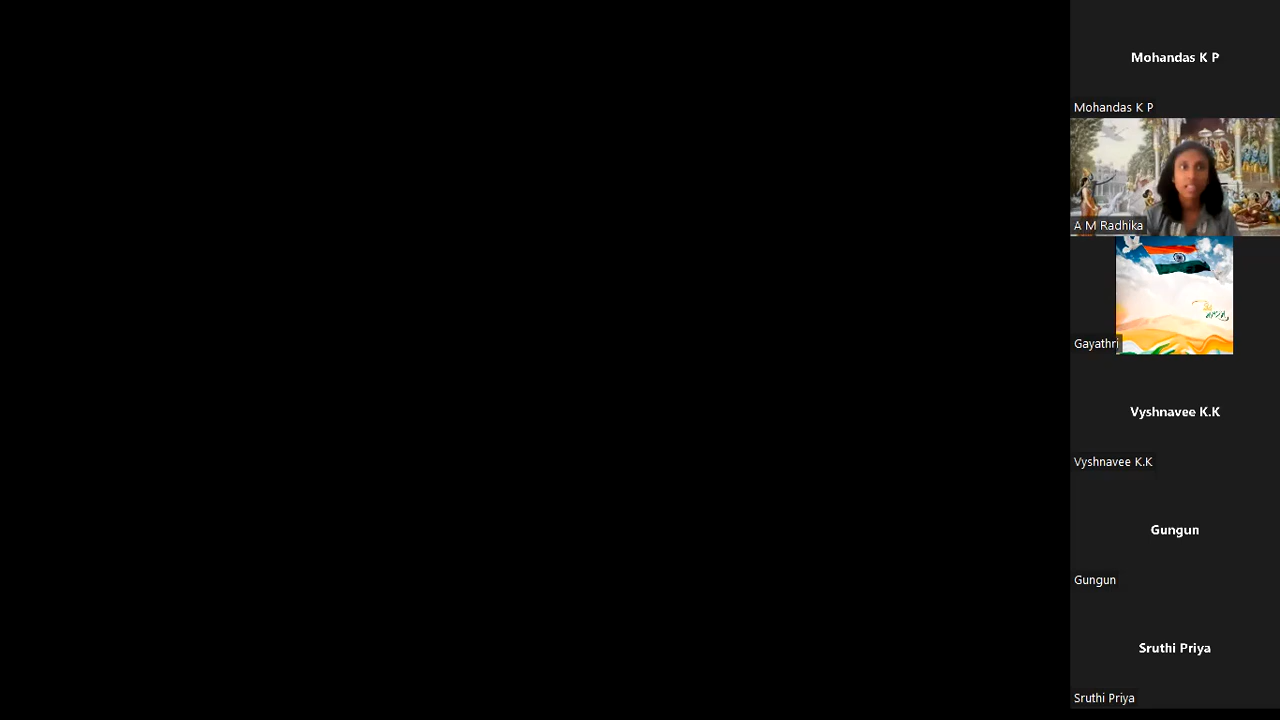 Mohandas K P
Mohandas K P
A M Radhika
Gayathri
Vyshnavee K.K
Vyshnavee K.K
Gungun
Gungun
Sruthi Priya
Sruthi Priya